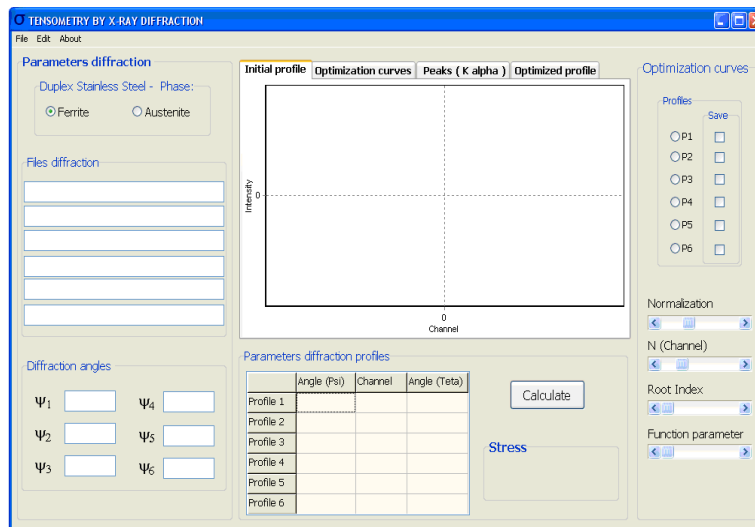 σ TENSOMETRY BY X-RAY DIFFRACTION
File Edit About
Parameters diffraction
Duplex Stainless Steel - Phase:
Ferrite Austenite
Files diffraction
Diffraction angles
Ψ1 Ψ4
Ψ2 Ψ5
Ψ3 Ψ6
Initial profile Optimization curves Peaks ( K alpha ) Optimized profile
Intensity
0
0
Channel
Parameters diffraction profiles
Angle (Psi) Channel Angle (Teta)
Profile 1
Profile 2
Profile 3
Profile 4
Profile 5
Profile 6
Calculate
Stress
Optimization curves
Profiles
Save
P1
P2
P3
P4
P5
P6
Normalization
N (Channel)
Root Index
Function parameter